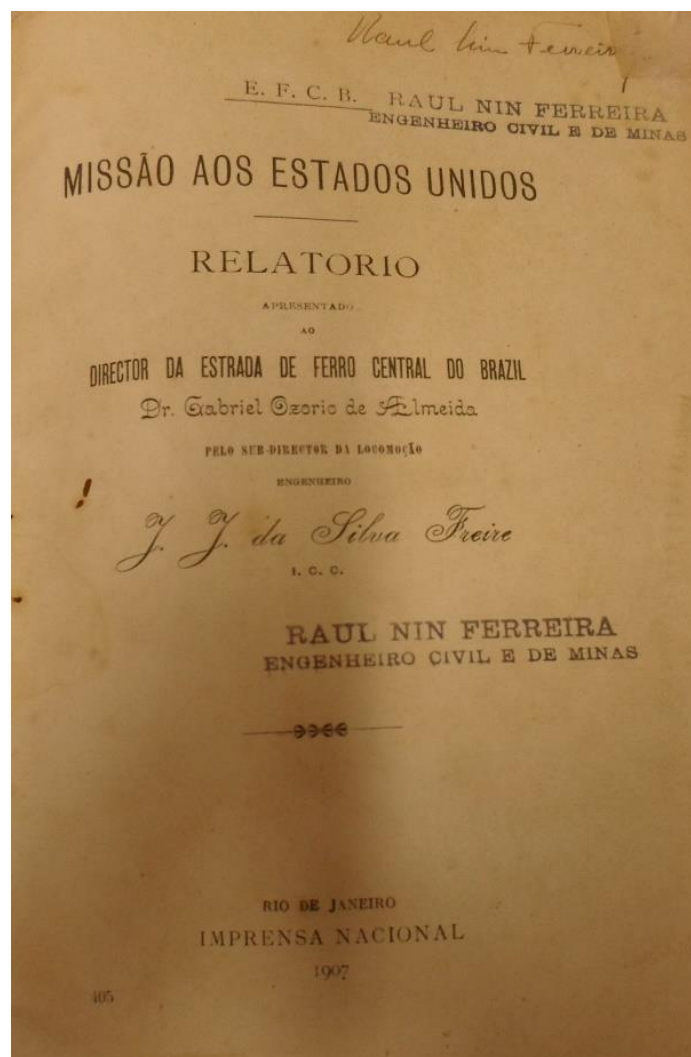 Raul Nin Ferreira
E. F. C. B.
RAUL NIN FERREIRA
ENGENHEIRO CIVIL E DE MINAS
MISSÃO AOS ESTADOS UNIDOS
RELATORIO
APRESENTADO
AO
DIRECTOR DA ESTRADA DE FERRO CENTRAL DO BRAZIL
Dr. Gabriel Ozorio de Almeida
PELO SUB-DIRECTOR DA LOCOMOÇÃO
ENGENHEIRO
J. J. da Silva Freire
I. C. C.
RAUL NIN FERREIRA
ENGENHEIRO CIVIL E DE MINAS
RIO DE JANEIRO
IMPRENSA NACIONAL
1907
405